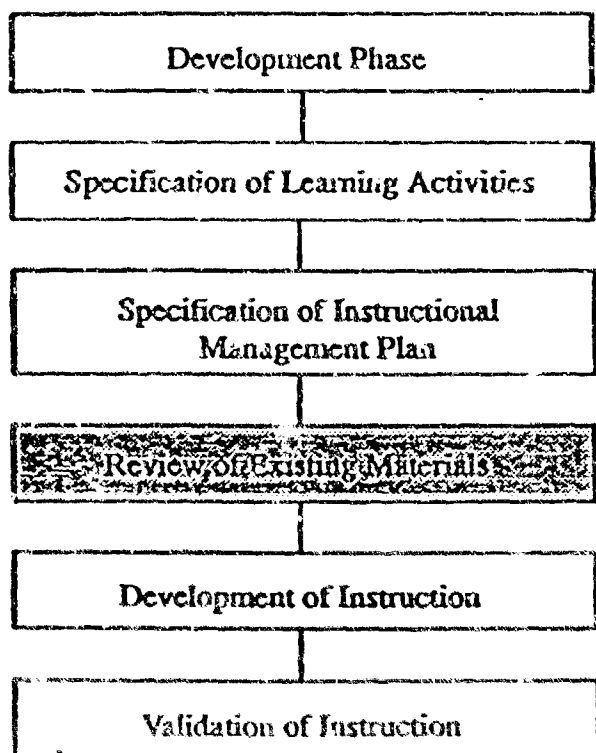 Development Phase
Specification of Learning Activities
Specification of Instructional
Management Plan
Review of Existing Materials
Development of Instruction
Validation of Instruction